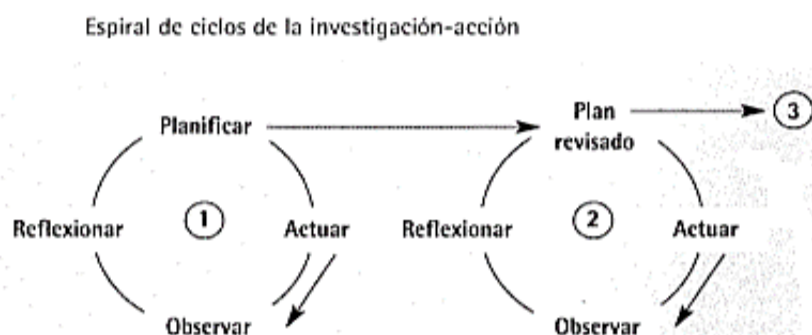 Espiral de ciclos de la investigación-acción
Planificar
Plan
revisado
3
Reflexionar
1
Actuar
Reflexionar
2
Actuar
Observar
Observar